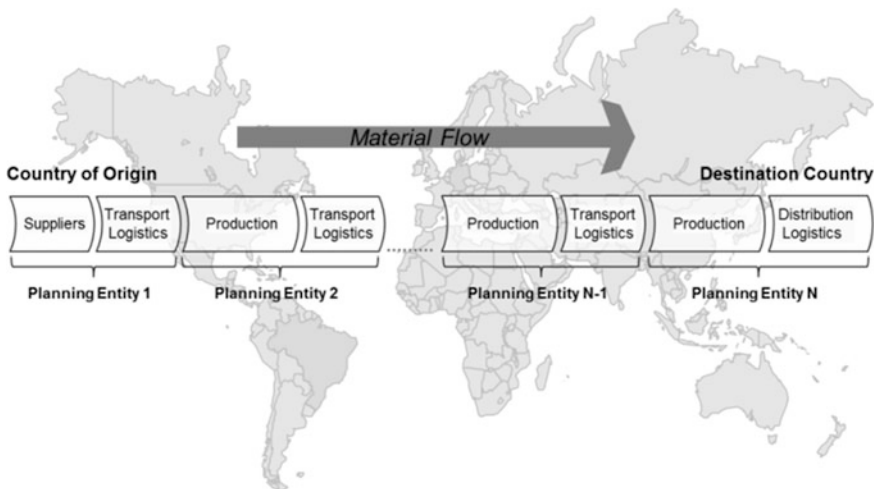 Material Flow
Country of Origin
Destination Country
Suppliers
Transport
Logistics
Production
Transport
Logistics
Production
Transport
Logistics
Production
Distribution
Logistics
Planning Entity 1
Planning Entity 2
Planning Entity N-1
Planning Entity N